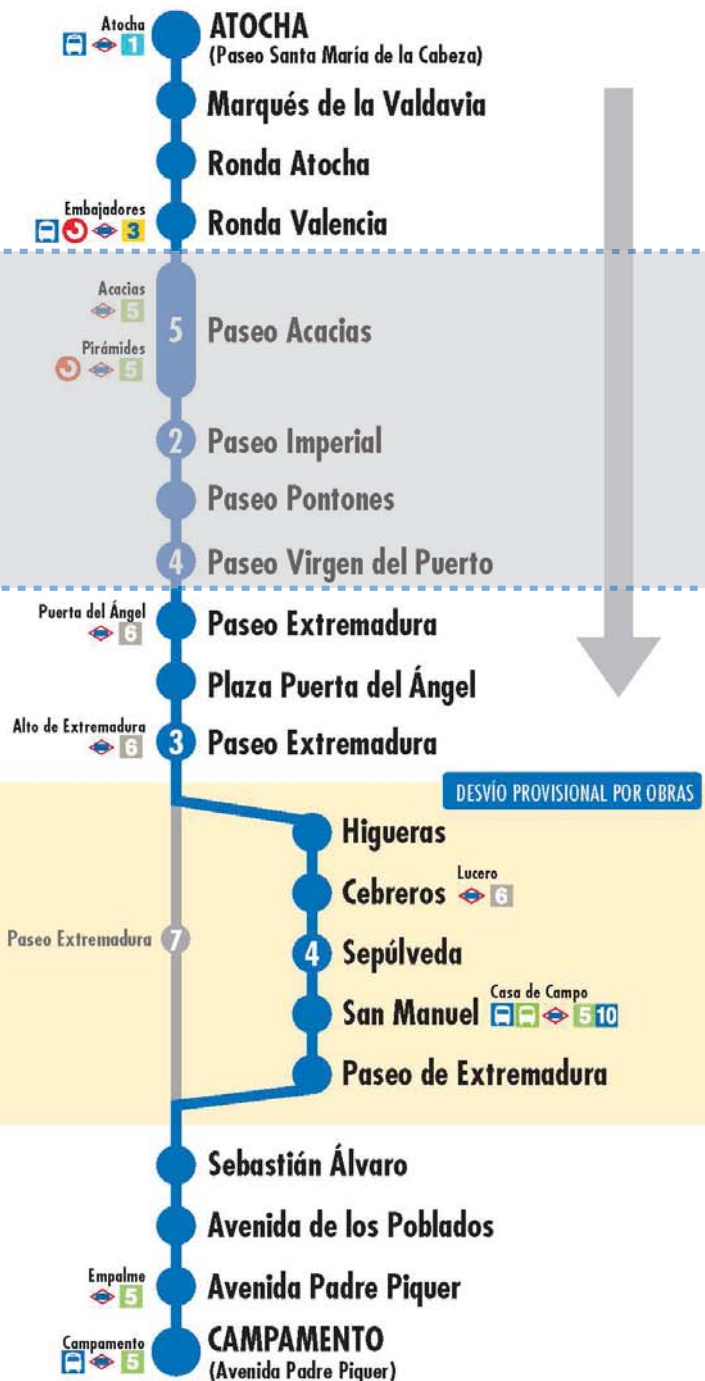 Atocha
1
ATOCHA
(Paseo Santa María de la Cabeza)
Marqués de la Valdavia
Ronda Atocha
Embajadores
3
Ronda Valencia
Acacias
5
Pirámides
5
5
Paseo Acacias
2
Paseo Imperial
Paseo Pontones
4
Paseo Virgen del Puerto
Puerta del Ángel
6
Paseo Extremadura
Plaza Puerta del Ángel
Alto de Extremadura
6
3
Paseo Extremadura
DESVÍO PROVISIONAL POR OBRAS
Higueras
Cebreros
Lucero
6
Paseo Extremadura
7
4
Sepúlveda
San Manuel
Casa de Campo
5 10
Paseo de Extremadura
Sebastián Álvaro
Avenida de los Poblados
Empalme
5
Avenida Padre Piquer
Campamento
5
CAMPAMENTO
(Avenida Padre Piquer)